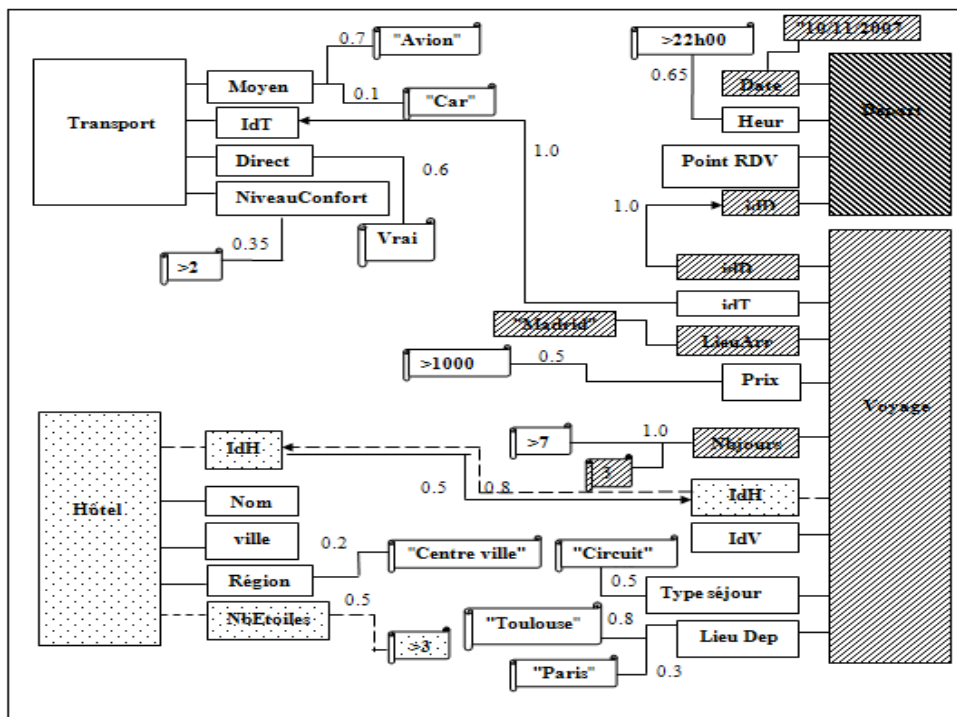 "10/11/2007
0.7
"Avion"
>22h00
Moyen
0.1
"Car"
0.65
Date
Départ
Transport
IdT
Heur
Direct
0.6
1.0
Point RDV
NiveauConfort
1.0
idD
0.35
Vrai
>2
idD
idT
"Madrid"
LieuArr
>1000
0.5
Prix
Voyage
>7
1.0
Nbjours
IdH
3
0.5
0.8
IdH
Hôtel
Nom
ville
0.2
"Centre ville"
"Circuit"
IdV
Région
0.5
Type séjour
NbEtoiles
0.5
"Toulouse"
0.8
Lieu Dep
>3
"Paris"
0.3